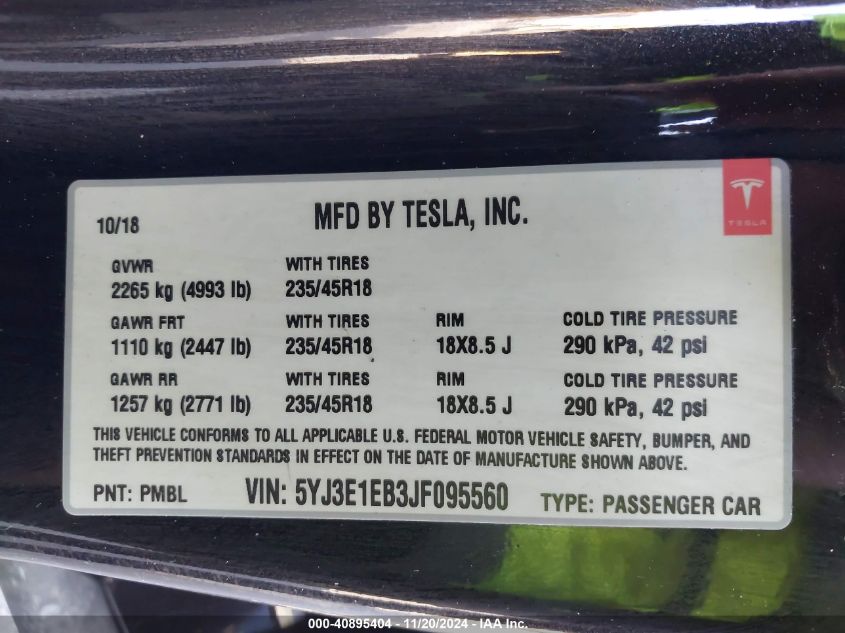 10/18 MFD BY TESLA, INC.
TESLA
GVWR WITH TIRES
2265 kg (4993 lb) 235/45R18
GAWR FRT WITH TIRES RIM COLD TIRE PRESSURE
1110 kg (2447 lb) 235/45R18 18X8.5 J 290 kPa, 42 psi
GAWR RR WITH TIRES RIM COLD TIRE PRESSURE
1257 kg (2771 lb) 235/45R18 18X8.5 J 290 kPa, 42 psi
THIS VEHICLE CONFORMS TO ALL APPLICABLE U.S. FEDERAL MOTOR VEHICLE SAFETY, BUMPER, AND
THEFT PREVENTION STANDARDS IN EFFECT ON THE DATE OF MANUFACTURE SHOWN ABOVE.
PNT: PMBL VIN: 5YJ3E1EB3JF095560 TYPE: PASSENGER CAR
000-40895404 - 11/20/2024 - IAA Inc.